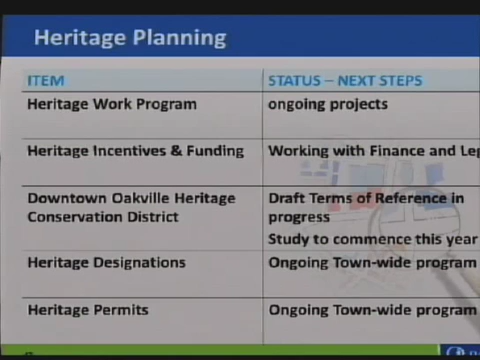 Heritage Planning
ITEM
STATUS – NEXT STEPS
Heritage Work Program
ongoing projects
Heritage Incentives & Funding
Working with Finance and Leg
Downtown Oakville Heritage
Conservation District
Draft Terms of Reference in
progress
Study to commence this year
Heritage Designations
Ongoing Town-wide program
Heritage Permits
Ongoing Town-wide program